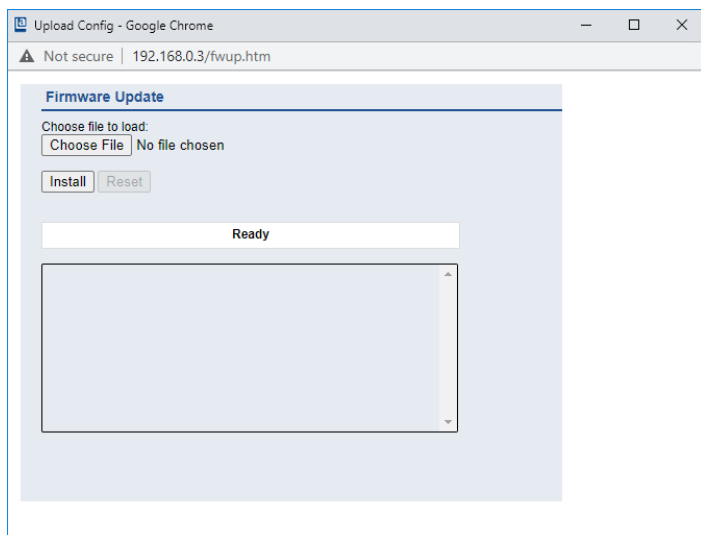 Upload Config - Google Chrome
Not secure | 192.168.0.3/fwup.htm
Firmware Update
Choose file to load:
Choose File No file chosen
Install Reset
Ready